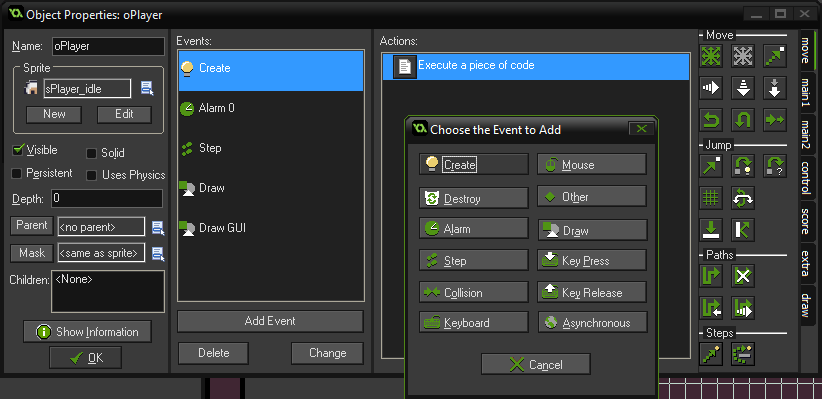 Object Properties: oPlayer
Name: oPlayer
Sprite
sPlayer_idle
New Edit
Visible Solid
Persistent Uses Physics
Depth: 0
Parent <no parent>
Mask <same as sprite>
Children: <None>
Show Information
OK
Events:
Create
Alarm 0
Step
Draw
Draw GUI
Add Event
Delete Change
Actions:
Execute a piece of code
Choose the Event to Add
Create Mouse
Destroy Other
Alarm Draw
Step Key Press
Collision Key Release
Keyboard Asynchronous
Cancel
Move
Jump
Paths
Steps
move
main1
main2
control
score
extra
draw